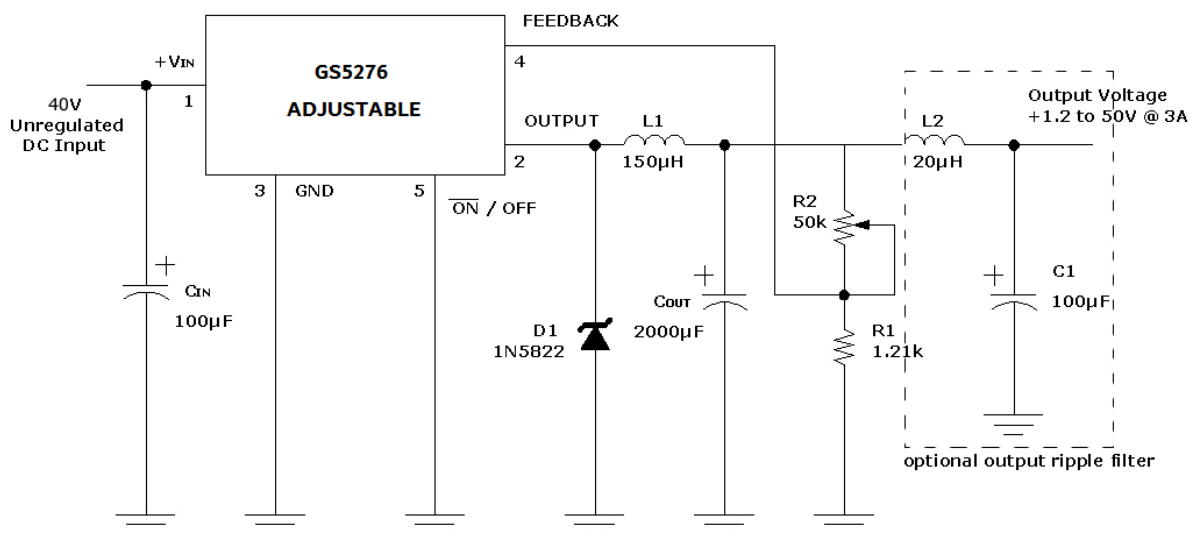 FEEDBACK
4
+VIN
1
GS5276
ADJUSTABLE
40V
Unregulated
DC Input
OUTPUT
2
L1
150µH
L2
20µH
Output Voltage
+1.2 to 50V @ 3A
3
GND
5
ON / OFF
R2
50k
+
CIN
100µF
D1
1N5822
+
COUT
2000µF
R1
1.21k
+
C1
100µF
optional output ripple filter